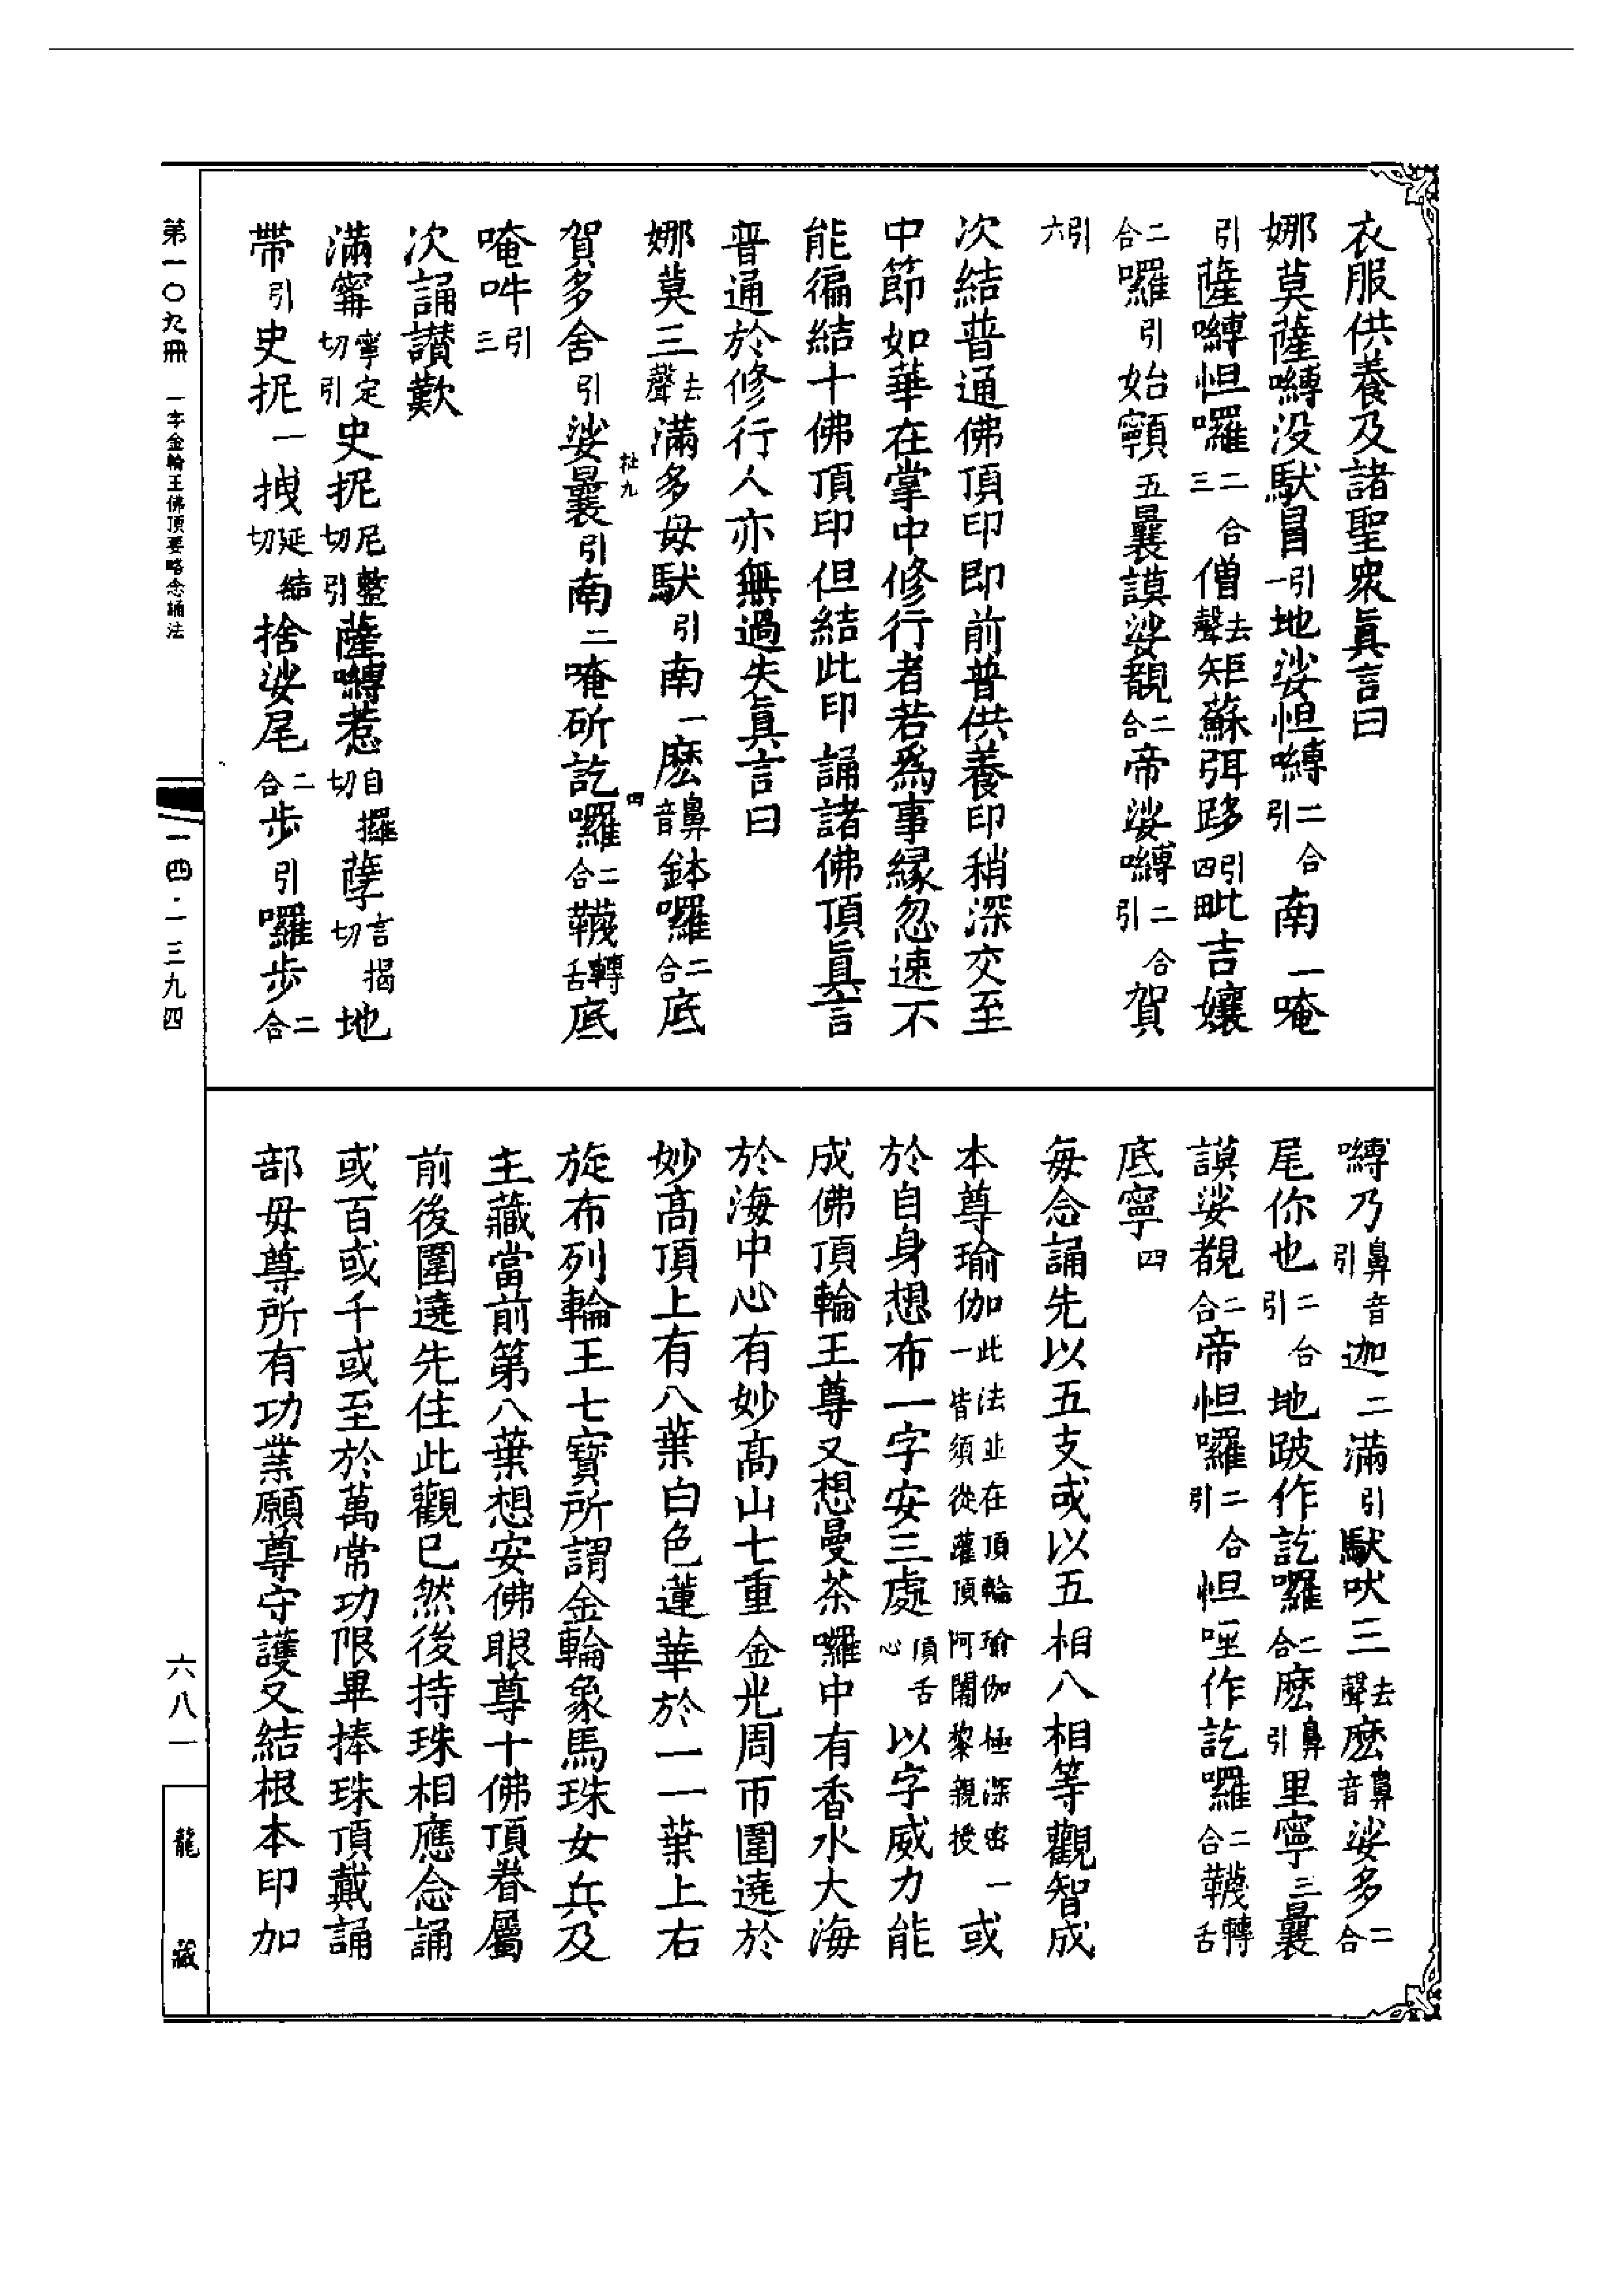 衣服供養及諸聖衆眞言曰
娜莫薩嚩没馱冒引一地娑怛嚩二合引南一唵
引薩嚩怛囉二合三僧去聲矩蘇弭跢引四毗吉孃
二合囉引始顐五曩謨娑覩二合帝娑嚩二合引賀
引六
次結普通佛頂印即前普供養印稍深交至
中節如華在掌中修行者若爲事緣忽速不
能徧結十佛頂印但結此印誦諸佛頂眞言
普通於修行人亦無過失眞言曰
娜莫三去聲滿多母馱引南一麽鼻音鉢囉二合底
賀多舍引娑曩引南二唵斫訖囉二合韈轉舌底
唵吽引三
次誦讃歎
滿甯寧定切引史抳尼整切引薩嚩惹自攞切薩言揭切地
帶引史抳一拽延結切捨娑尾二合步引囉步二合
嚩乃鼻音引迦二滿引馱吠三去聲麽鼻音娑多二合
尾你也二合引地跛作訖囉二合麽鼻引里寧三曩
謨娑覩二合帝怛囉二合引怛㘕作訖囉二合韈轉舌
底寧四
每念誦先以五支或以五相八相等觀智成
本尊瑜伽此法並在頂輪瑜伽極深密一一皆須從灌頂阿闍黎親授或
於自身想布一字安三處頂舌心以字威力能
成佛頂輪王尊又想曼茶囉中有香水大海
於海中心有妙髙山七重金光周帀圍遶於
妙髙頂上有八葉白色蓮華於一一葉上右
旋布列輪王七寶所謂金輪象馬珠女兵及
主藏當前第八葉想安佛眼尊十佛頂眷屬
前後圍遶先住此觀已然後持珠相應念誦
或百或千或至於萬常功限畢捧珠頂戴誦
部母尊所有功業願尊守護又結根本印加
第一〇九冊 一字金輪王佛頂要略念誦法
一四·一三九四
六八一
龍藏